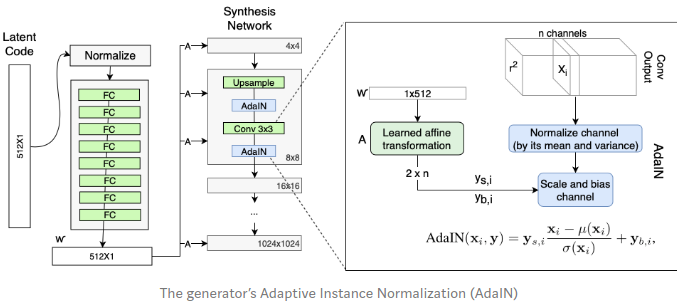 Latent
Code
512X1
Normalize
FC
FC
FC
FC
FC
FC
FC
FC
W
512X1
Synthesis
Network
A
4x4
Upsample
A
AdaIN
A
Conv 3x3
AdaIN
8x8
16x16
...
A
1024x1024
n channels
r²
Xᵢ
Conv
Output
W
1x512
A
Learned affine
transformation
2 x n
yₛ,ᵢ
y_b,ᵢ
Normalize channel
(by its mean and variance)
Scale and bias
channel
AdaIN
AdaIN(xᵢ, y) = yₛ,ᵢ (xᵢ − μ(xᵢ)) / σ(xᵢ) + y_b,ᵢ,
The generator's Adaptive Instance Normalization (AdaIN)